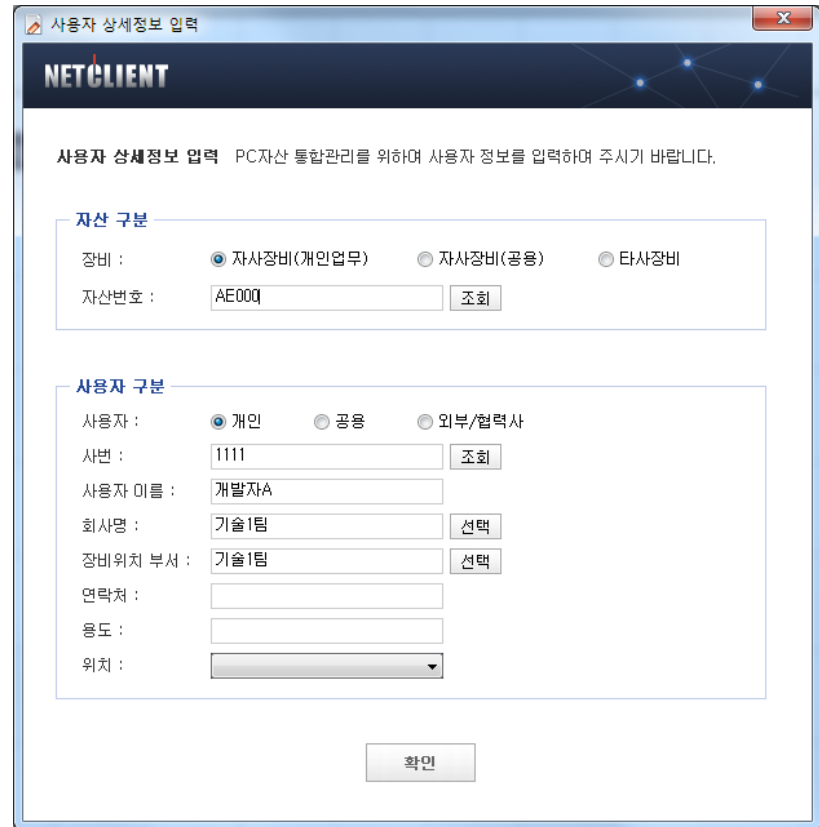 사용자 상세정보 입력
NETCLIENT
사용자 상세정보 입력 PC자산 통합관리를 위하여 사용자 정보를 입력하여 주시기 바랍니다.
자산 구분
장비 : 자사장비(개인업무) 자사장비(공용) 타사장비
자산번호 : AE000 조회
사용자 구분
사용자 : 개인 공용 외부/협력사
사번 : 1111 조회
사용자 이름 : 개발자A
회사명 : 기술1팀 선택
장비위치 부서 : 기술1팀 선택
연락처 :
용도 :
위치 :
확인